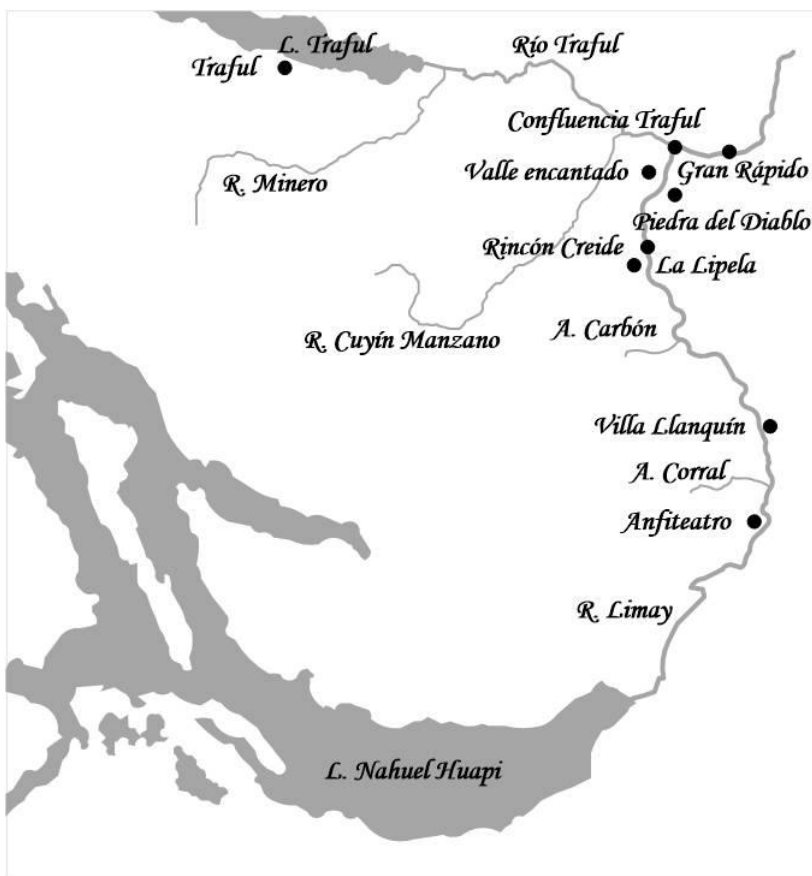 Río Traful
L. Traful
Traful
Confluencia Traful
Valle encantado
Gran Rápido
R. Minero
Piedra del Diablo
Rincón Creide
La Lipela
A. Carbón
R. Cuyín Manzano
Villa Llanquín
A. Corral
Anfiteatro
R. Limay
L. Nahuel Huapi